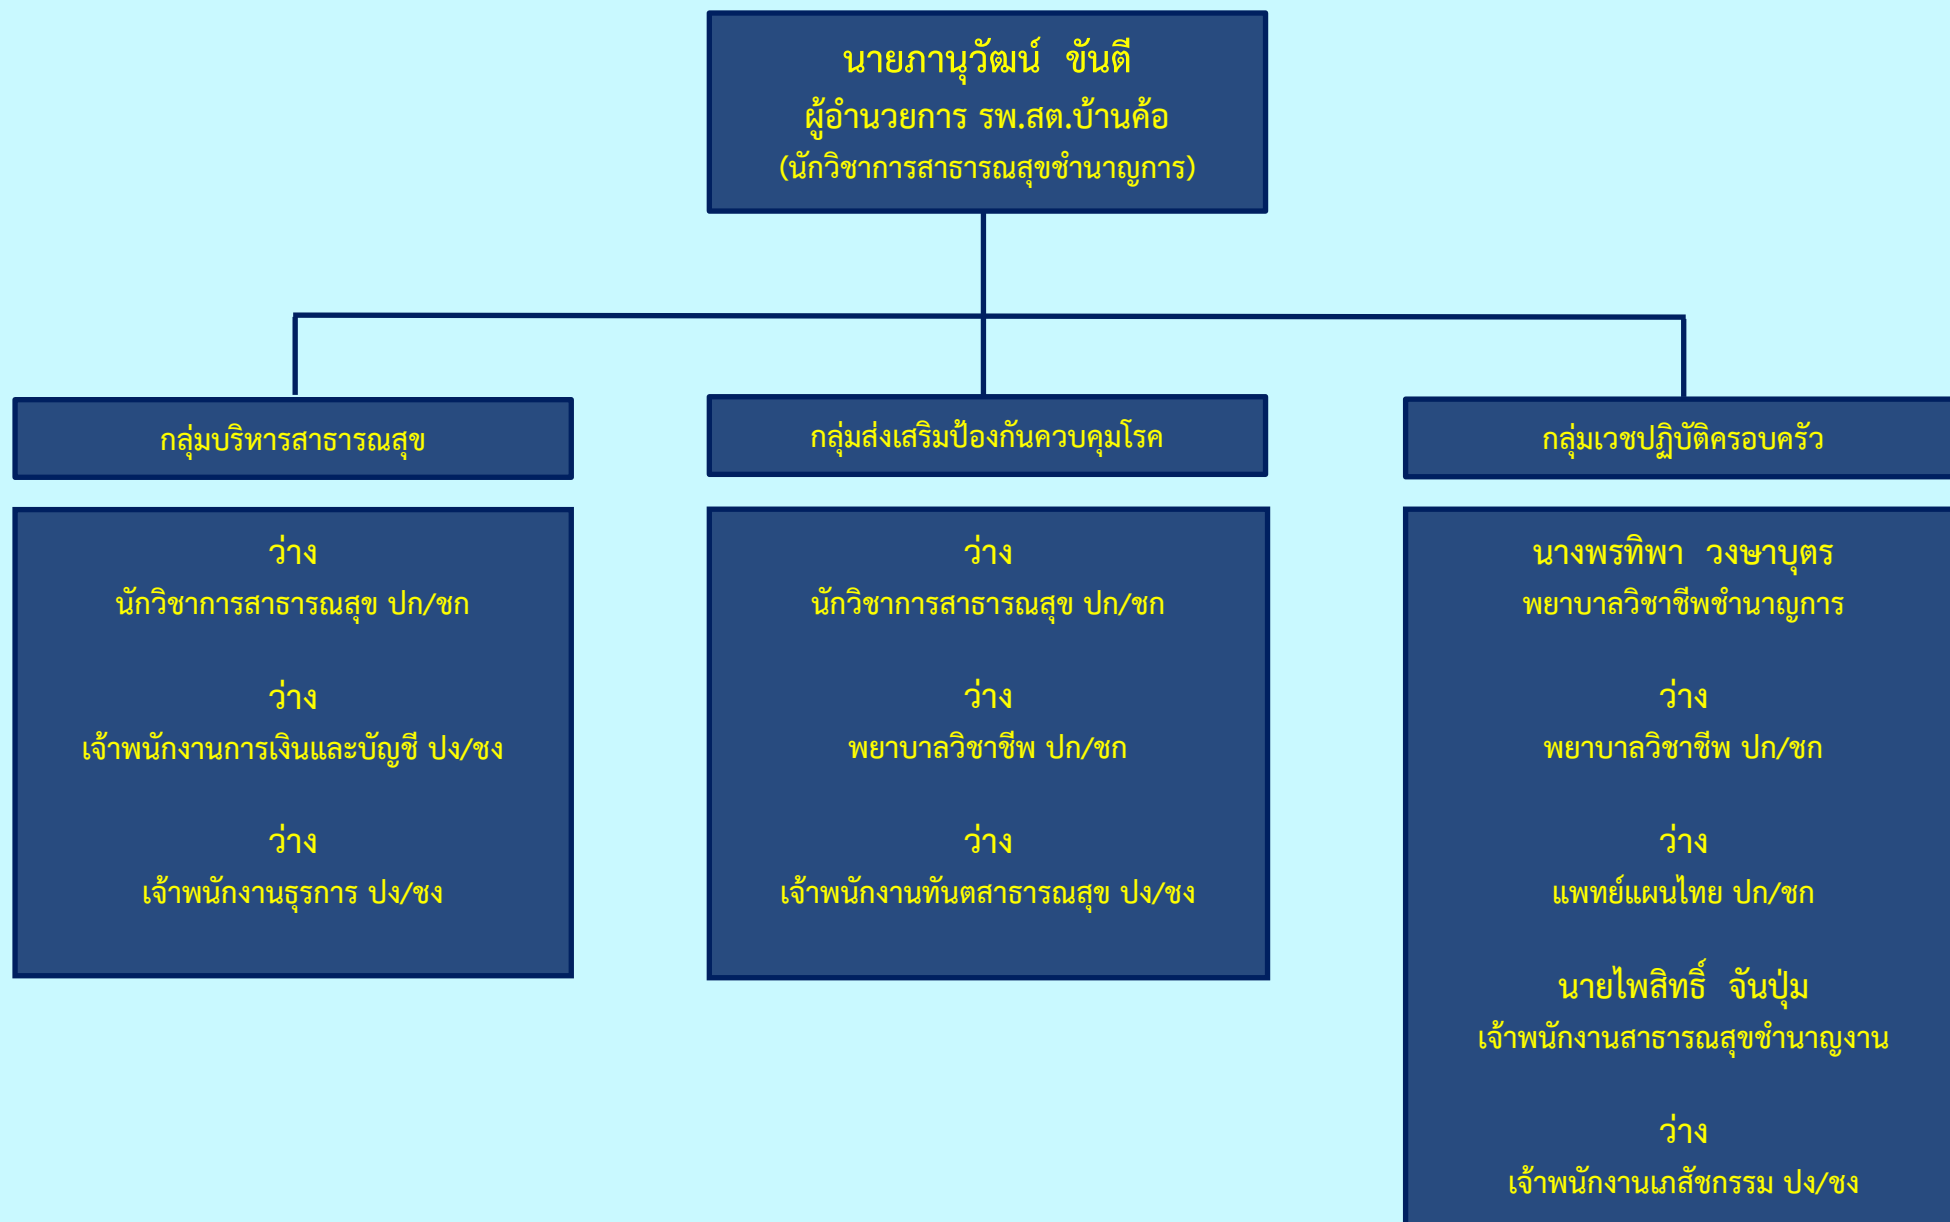 นายภานุวัฒน์  ขันตี
ผู้อำนวยการ รพ.สต.บ้านค้อ
(นักวิชาการสาธารณสุขชำนาญการ)
กลุ่มบริหารสาธารณสุข
ว่าง
นักวิชาการสาธารณสุข ปก/ชก
ว่าง
เจ้าพนักงานการเงินและบัญชี ปง/ชง
ว่าง
เจ้าพนักงานธุรการ ปง/ชง
กลุ่มส่งเสริมป้องกันควบคุมโรค
ว่าง
นักวิชาการสาธารณสุข ปก/ชก
ว่าง
พยาบาลวิชาชีพ ปก/ชก
ว่าง
เจ้าพนักงานทันตสาธารณสุข ปง/ชง
กลุ่มเวชปฏิบัติครอบครัว
นางพรทิพา  วงษาบุตร
พยาบาลวิชาชีพชำนาญการ
ว่าง
พยาบาลวิชาชีพ ปก/ชก
ว่าง
แพทย์แผนไทย ปก/ชก
นายไพสิทธิ์  จันปุ่ม
เจ้าพนักงานสาธารณสุขชำนาญงาน
ว่าง
เจ้าพนักงานเภสัชกรรม ปง/ชง